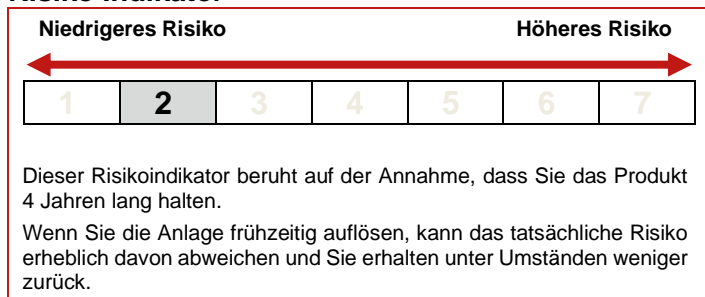 Niedrigeres Risiko Höheres Risiko
1 2 3 4 5 6 7
Dieser Risikoindikator beruht auf der Annahme, dass Sie das Produkt
4 Jahren lang halten.
Wenn Sie die Anlage frühzeitig auflösen, kann das tatsächliche Risiko
erheblich davon abweichen und Sie erhalten unter Umständen weniger
zurück.